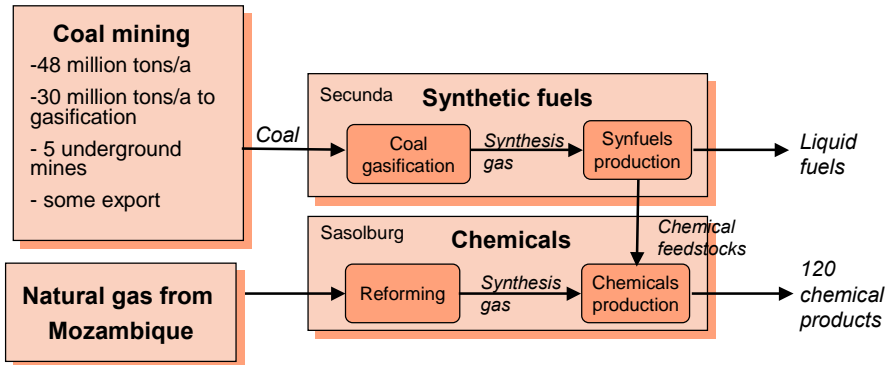 Coal mining
-48 million tons/a
-30 million tons/a to
gasification
- 5 underground
mines
- some export
Coal
Secunda
Synthetic fuels
Coal
gasification
Synthesis
gas
Synfuels
production
Liquid
fuels
Chemical
feedstocks
Sasolburg
Chemicals
Natural gas from
Mozambique
Reforming
Synthesis
gas
Chemicals
production
120
chemical
products